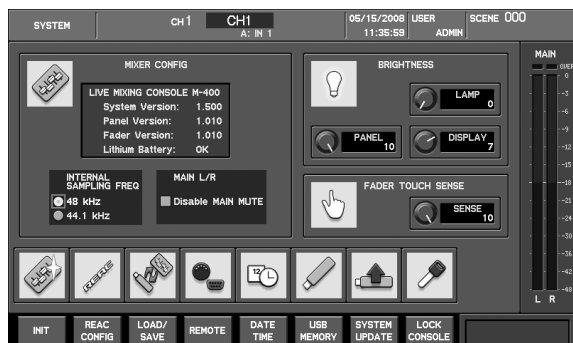 SYSTEM
CH1 CH1
A: IN 1
05/15/2008 USER
11:35:59 ADMIN
SCENE 000
MIXER CONFIG
LIVE MIXING CONSOLE M-400
System Version: 1.500
Panel Version: 1.010
Fader Version: 1.010
Lithium Battery: OK
INTERNAL
SAMPLING FREQ
48 kHz
44.1 kHz
MAIN L/R
Disable MAIN MUTE
BRIGHTNESS
LAMP
0
PANEL
10
DISPLAY
7
FADER TOUCH SENSE
SENSE
10
MAIN
OVER
0
-3
-6
-9
-12
-15
-18
-21
-24
-30
-36
-42
-48
L R
REAC
12
INIT
REAC
CONFIG
LOAD/
SAVE
REMOTE
DATE
TIME
USB
MEMORY
SYSTEM
UPDATE
LOCK
CONSOLE